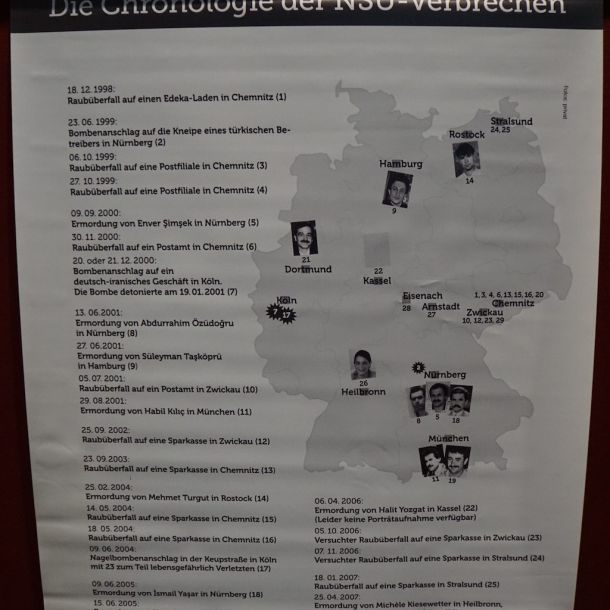 Die Chronologie der NSU-Verbrechen
18. 12. 1998:
Raubüberfall auf einen Edeka-Laden in Chemnitz (1)
23. 06. 1999:
Bombenanschlag auf die Kneipe eines türkischen Be-
treibers in Nürnberg (2)
06. 10. 1999:
Raubüberfall auf eine Postfiliale in Chemnitz (3)
27. 10. 1999:
Raubüberfall auf eine Postfiliale in Chemnitz (4)
09. 09. 2000:
Ermordung von Enver Şimşek in Nürnberg (5)
30. 11. 2000:
Raubüberfall auf ein Postamt in Chemnitz (6)
20. oder 21. 12. 2000:
Bombenanschlag auf ein
deutsch-iranisches Geschäft in Köln.
Die Bombe detonierte am 19.01.2001 (7)
13. 06.2001:
Ermordung von Abdurrahim Özüdoğru
in Nürnberg (8)
27. 06.2001:
Ermordung von Süleyman Taşköprü
in Hamburg (9)
05. 07. 2001:
Raubüberfall auf ein Postamt in Zwickau (10)
29. 08.2001:
Ermordung von Habil Kılıç in München (11)
25. 09. 2002:
Raubüberfall auf eine Sparkasse in Zwickau (12)
23. 09.2003:
Raubüberfall auf eine Sparkasse in Chemnitz (13)
25. 02. 2004:
Ermordung von Mehmet Turgut in Rostock (14)
14. 05. 2004:
Raubüberfall auf eine Sparkasse in Chemnitz (15)
18. 05. 2004:
Raubüberfall auf eine Sparkasse in Chemnitz (16)
09. 06. 2004:
Nagelbombenanschlag in der Keupstraße in Köln
mit 23 zum Teil lebensgefährlich Verletzten (17)
09. 06.2005:
Ermordung von Ismail Yaşar in Nürnberg (18)
15. 06. 2005:
06. 04. 2006:
Ermordung von Halit Yozgat in Kassel (22)
(Leider keine Porträtaufnahme verfügbar)
05. 10. 2006:
Versuchter Raubüberfall auf eine Sparkasse in Zwickau (23)
07. 11. 2006:
Versuchter Raubüberfall auf eine Sparkasse in Stralsund (24)
18. 01. 2007:
Raubüberfall auf eine Sparkasse in Stralsund (25)
25. 04. 2007:
Ermordung von Michèle Kiesewetter in Heilbronn,
Fotos: privat
Stralsund
24, 25
Rostock
14
Hamburg
9
21
Dortmund
22
Kassel
Köln
7
17
Eisenach
28
Arnstadt
27
1, 3, 4, 6, 13, 15, 16, 20
Chemnitz
Zwickau
10, 12, 23, 29
26
Heilbronn
2
Nürnberg
8
5
18
München
11
19